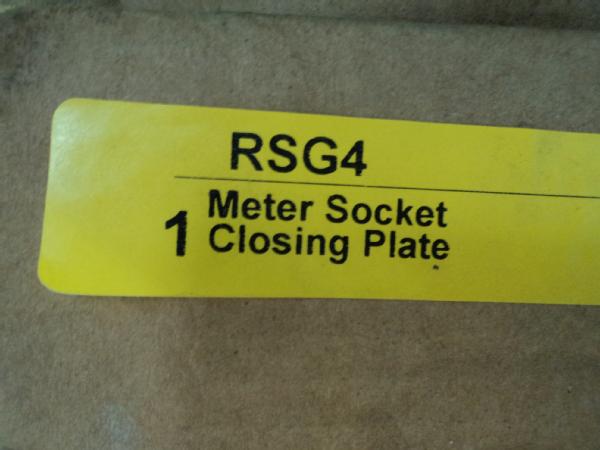 RSG4
Meter Socket
1 Closing Plate